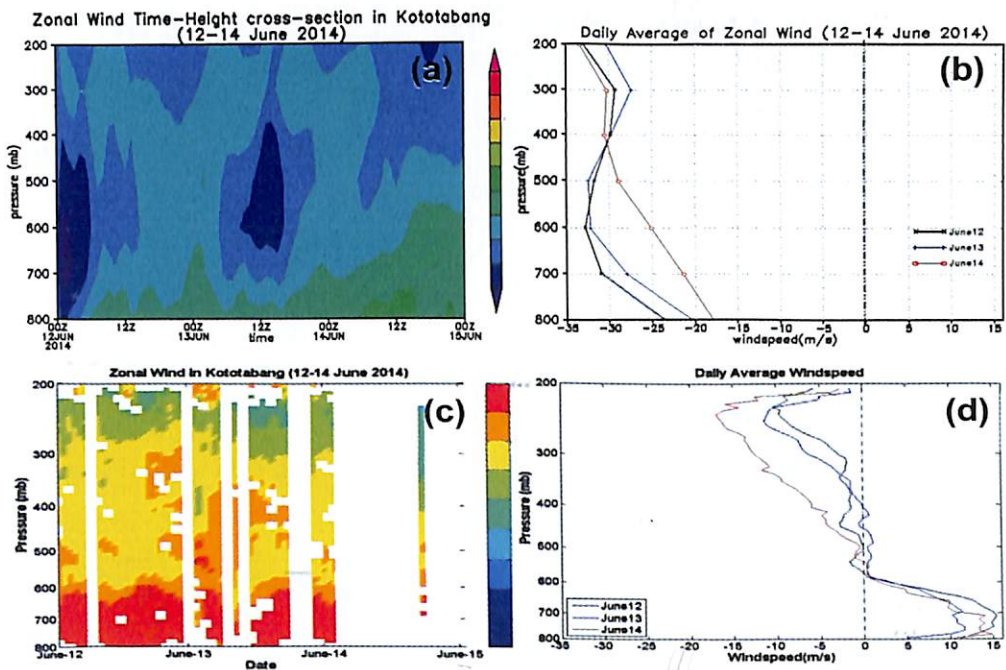 Zonal Wind Time-Height cross-section in Kototabang
(12-14 June 2014)
(a)
pressure (mb)
200
300
400
500
600
700
800
00Z
12JUN
2014
12Z
00Z
13JUN
12Z
00Z
14JUN
12Z
00Z
15JUN
time
Daily Average of Zonal Wind (12-14 June 2014)
(b)
pressure(mb)
200
300
400
500
600
700
800
June12
June13
June14
-35 -30 -25 -20 -15 -10 -5 0 5 10 15
windspeed(m/s)
Zonal Wind in Kototabang (12-14 June 2014)
(c)
Pressure (mb)
200
300
400
500
600
700
800
June-12 June-13 June-14 June-15
Date
Daily Average Windspeed
(d)
Pressure(mb)
200
300
400
500
600
700
800
June12
June13
June14
-35 -30 -25 -20 -15 -10 -5 0 5 10 15
Windspeed(m/s)